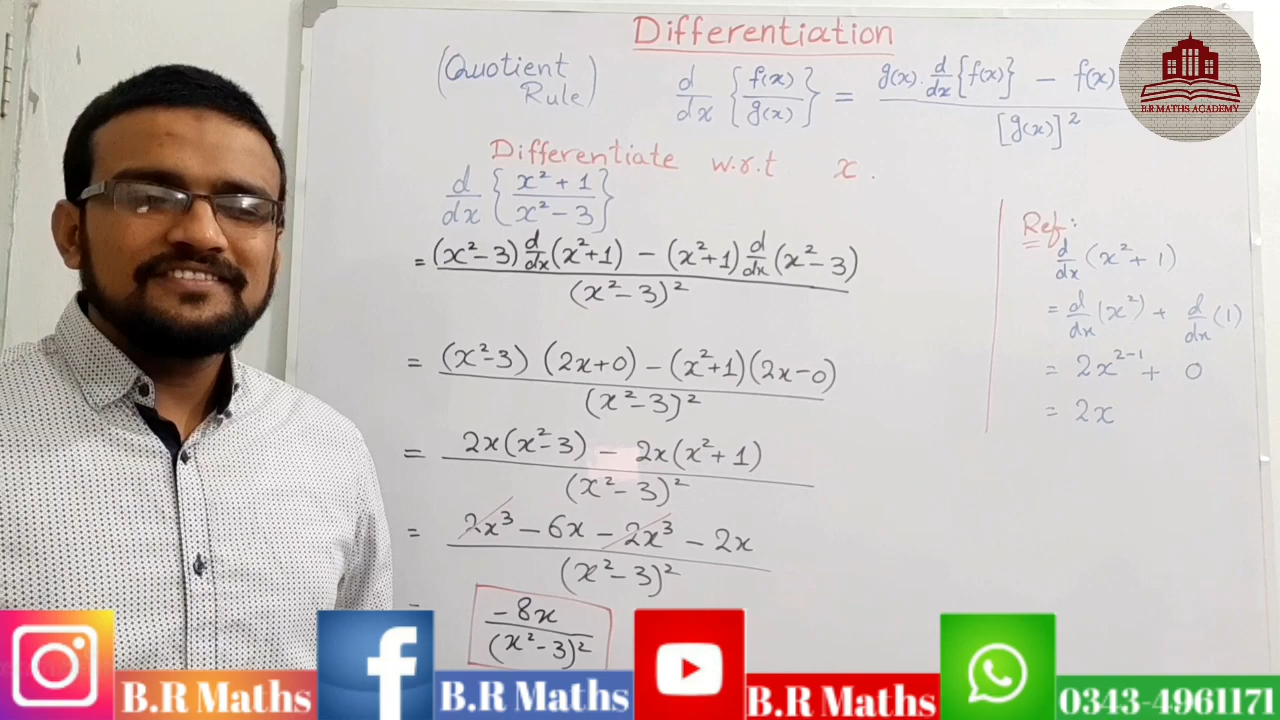 Differentiation
(Quotient Rule) d/dx {f(x)/g(x)} = g(x). d/dx {f(x)} − f(x) / [g(x)]²
B.R MATHS ACADEMY
Differentiate w.r.t x.
d/dx {x² + 1 / x² − 3}
= (x² − 3) d/dx (x² + 1) − (x² + 1) d/dx (x² − 3) / (x² − 3)²
= (x² − 3) (2x + 0) − (x² + 1)(2x − 0) / (x² − 3)²
= 2x(x² − 3) − 2x(x² + 1) / (x² − 3)²
= 2x³ − 6x − 2x³ − 2x / (x² − 3)²
= −8x / (x² − 3)²
Ref:
d/dx (x² + 1)
= d/dx (x²) + d/dx (1)
= 2x²⁻¹ + 0
= 2x
B.R Maths
B.R Maths
B.R Maths
0343-4961171